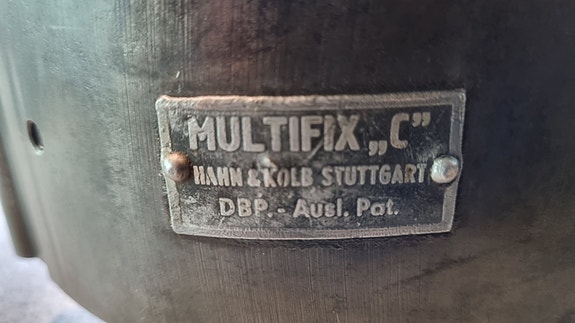 MULTIFIX „C”
HAHN & KOLB STUTTGART
DBP. - Ausl. Pat.